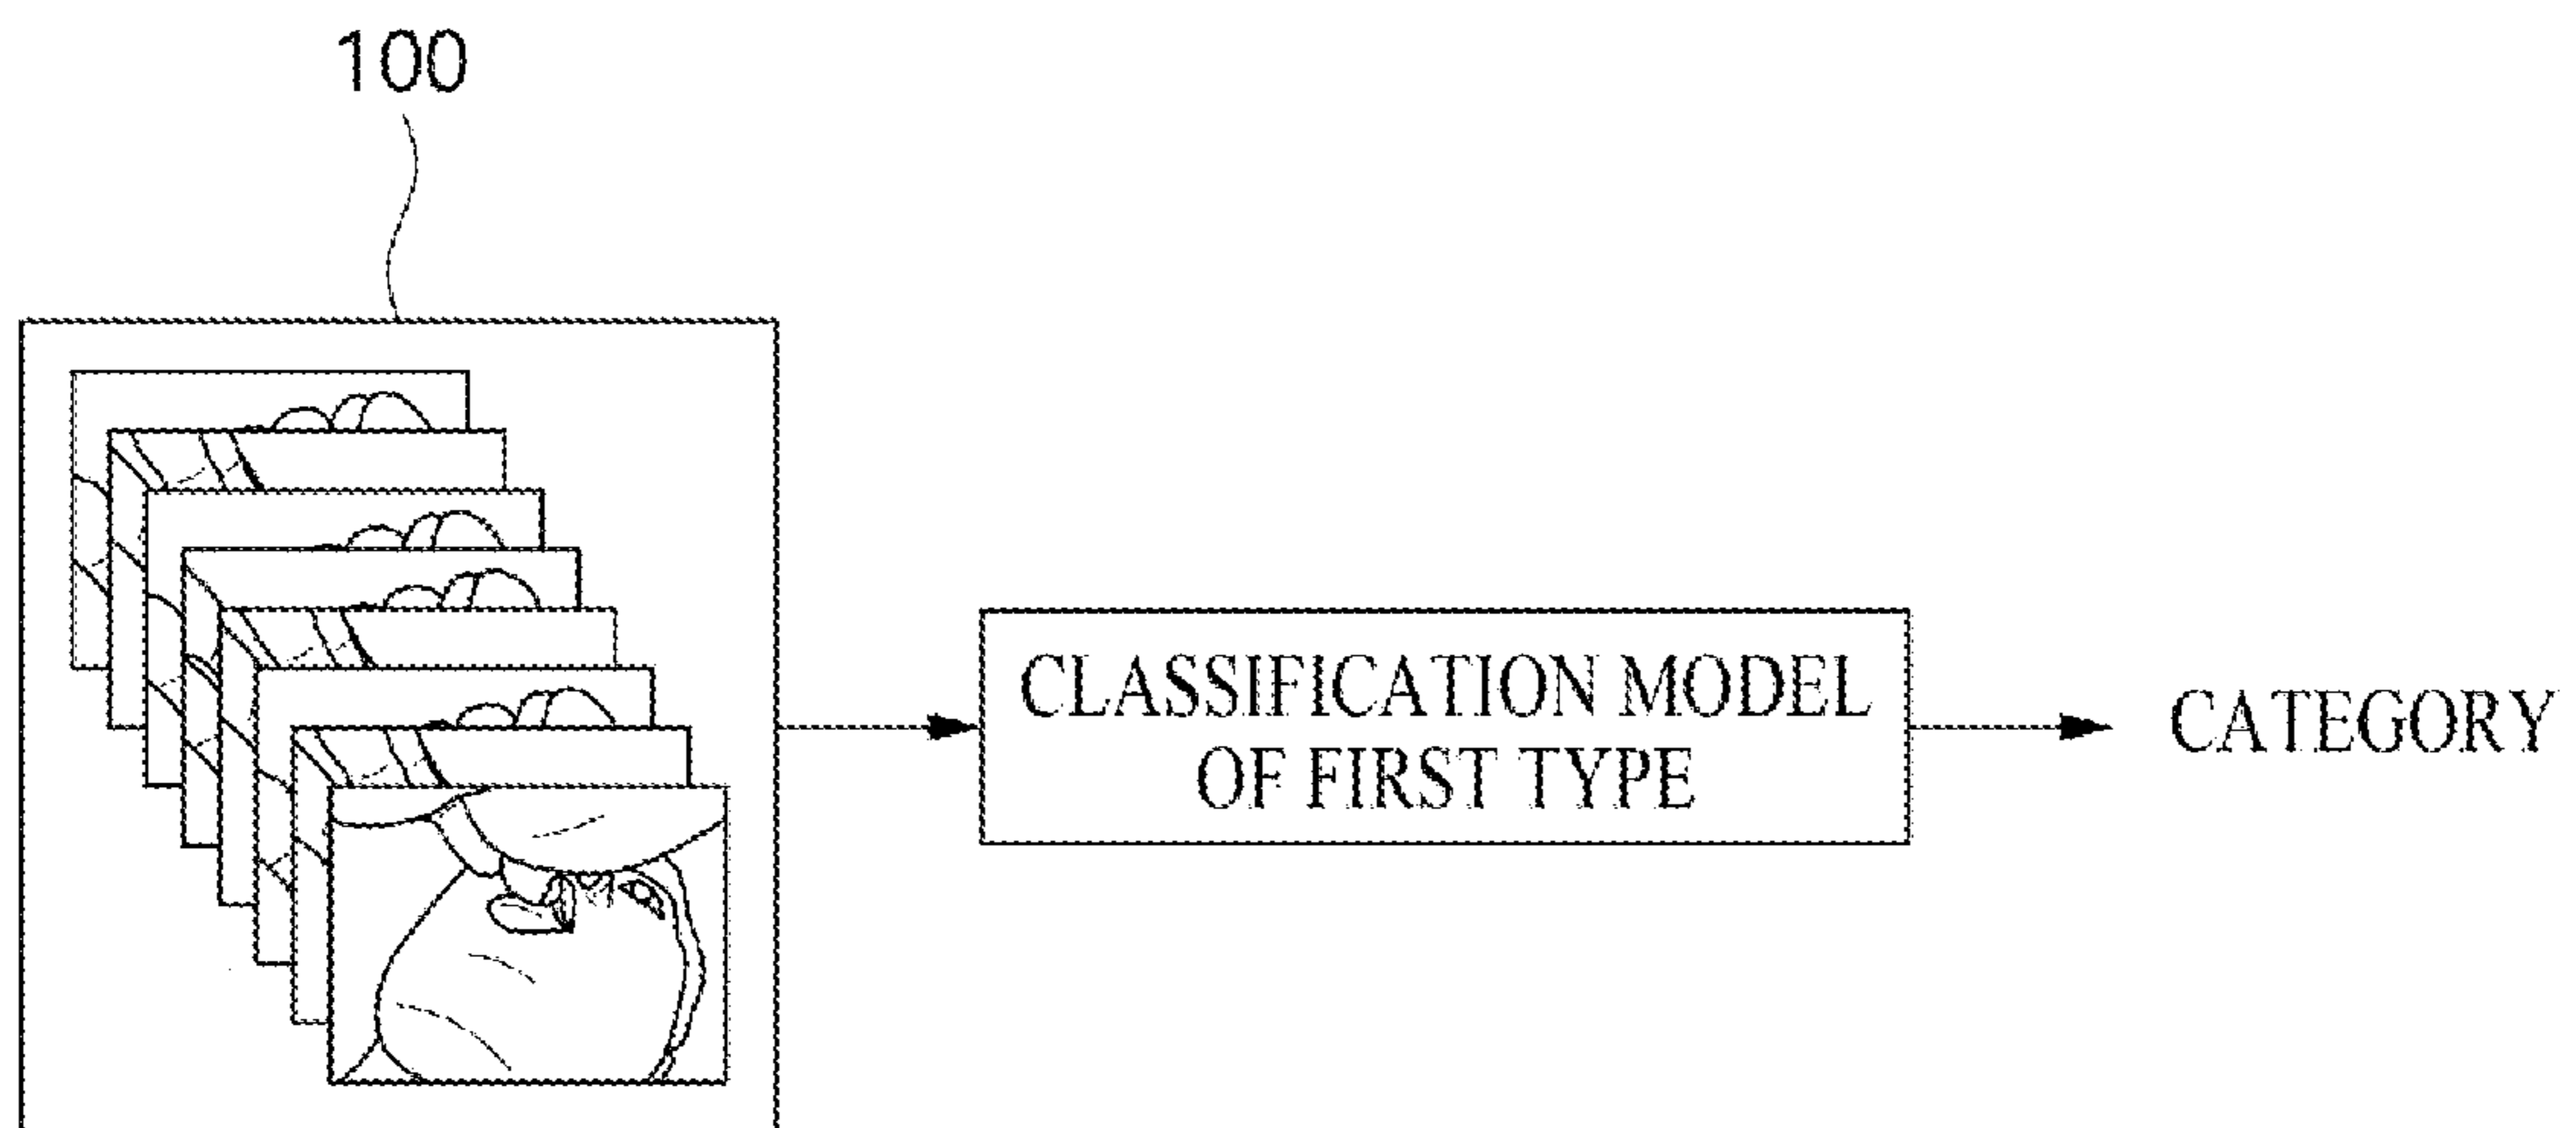 100
CLASSIFICATION MODEL
OF FIRST TYPE
CATEGORY